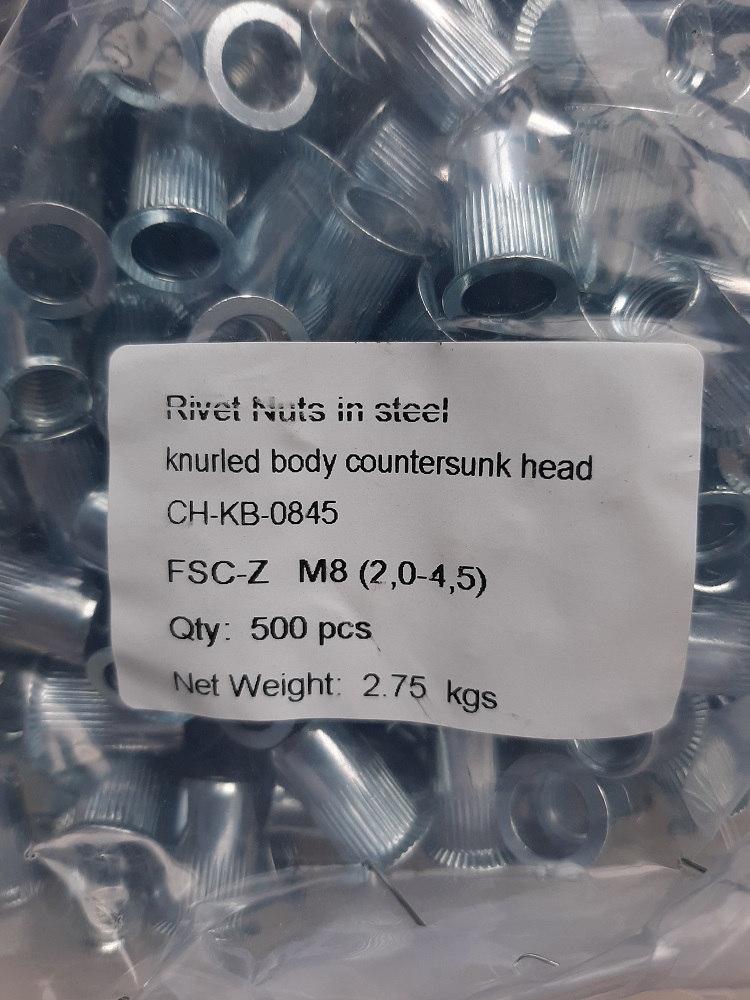 Rivet Nuts in steel
knurled body countersunk head
CH-KB-0845
FSC-Z M8 (2,0-4,5)
Qty: 500 pcs
Net Weight: 2.75 kgs